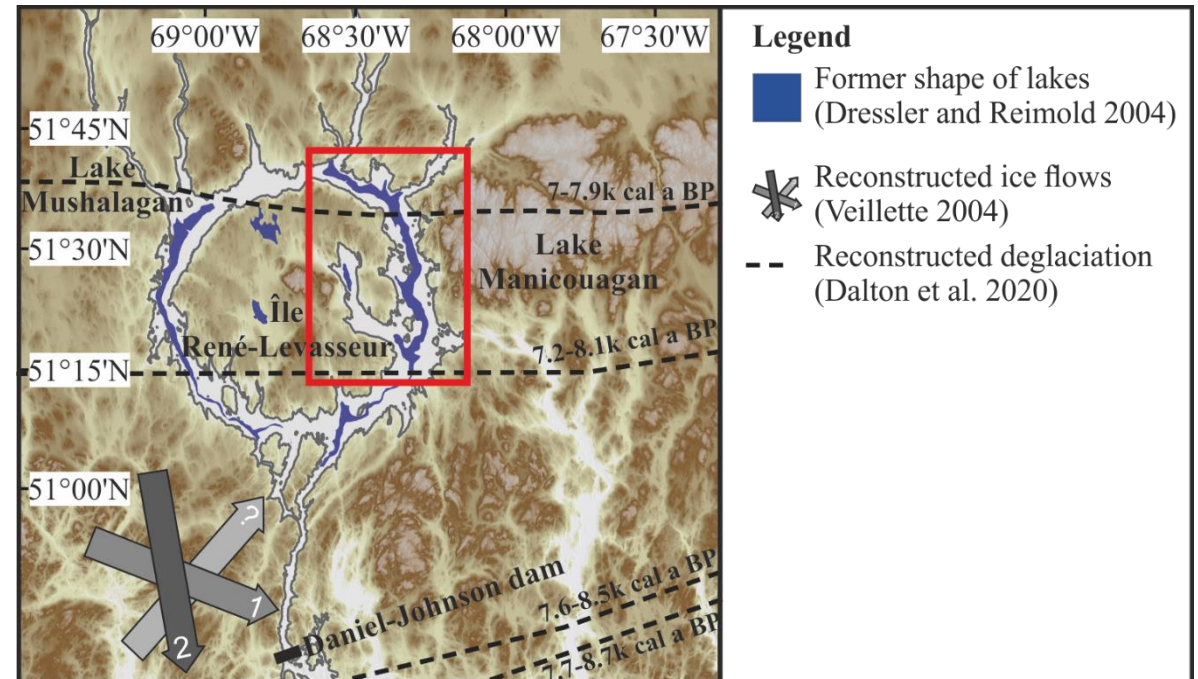 69°00'W 68°30'W 68°00'W 67°30'W
51°45'N
Lake
Mushalagan
7-7.9k cal a BP
51°30'N
Lake
Manicouagan
Île
René-Levasseur
7.2-8.1k cal a BP
51°15'N
51°00'N
?
1
2
Daniel-Johnson dam
7.6-8.5k cal a BP
7.7-8.7k cal a BP
Legend
Former shape of lakes
(Dressler and Reimold 2004)
Reconstructed ice flows
(Veillette 2004)
Reconstructed deglaciation
(Dalton et al. 2020)